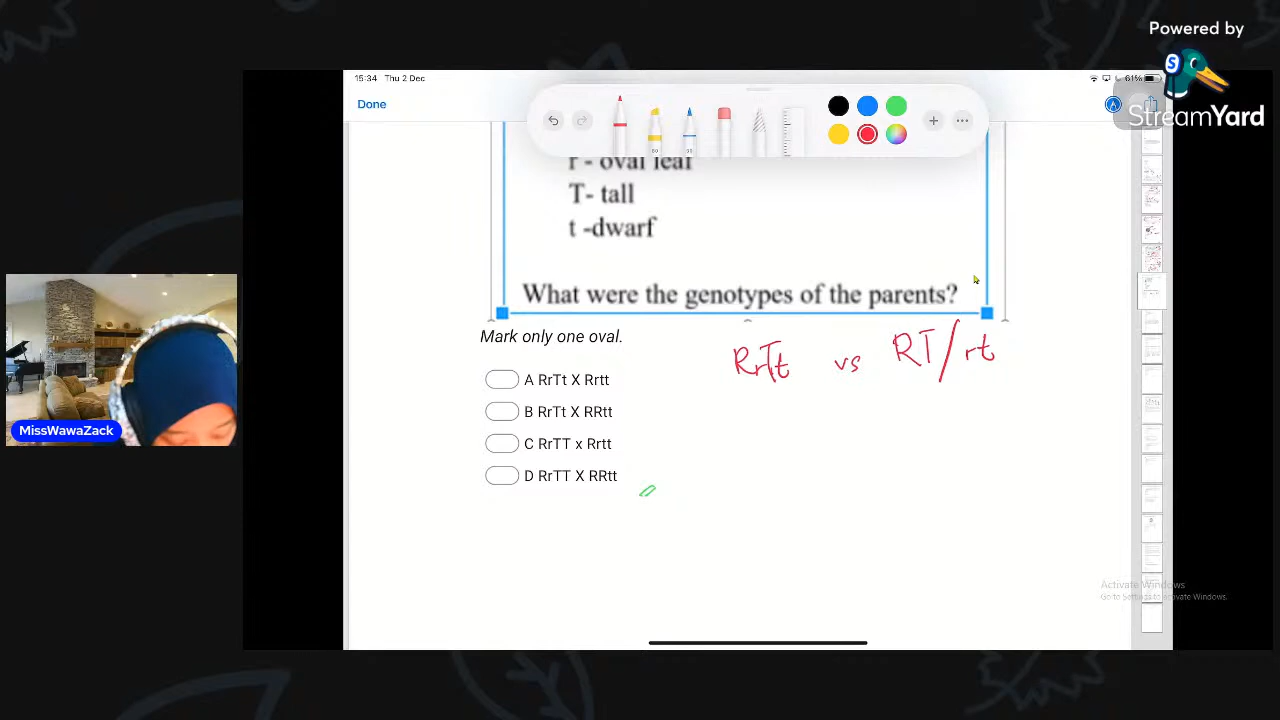 Powered by
StreamYard
15:34 Thu 2 Dec
61%
Done
r - oval leaf
T- tall
t -dwarf
What were the genotypes of the parents?
Mark only one oval.
RrTt vs RT/rt
A RrTt X Rrtt
B RrTt X RRtt
C RrTT x Rrtt
D RrTT X RRtt
MissWawaZack
Activate Windows
Go to Settings to activate Windows.